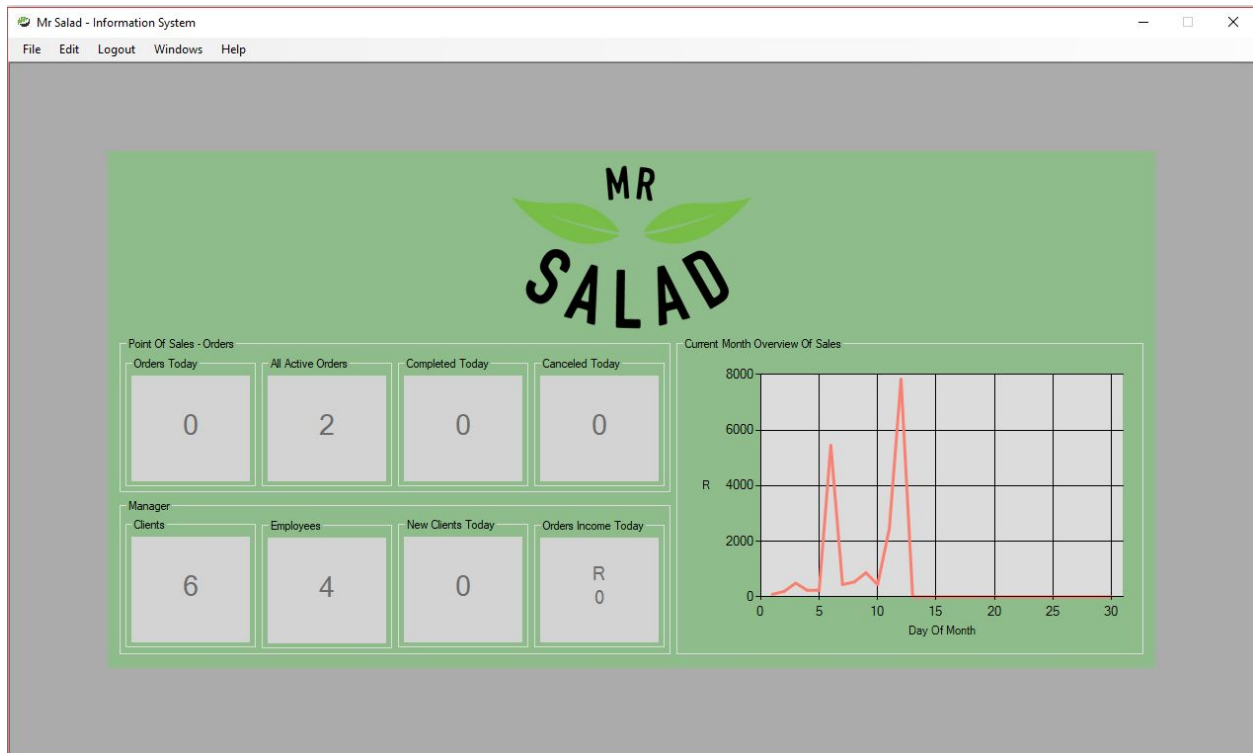 Mr Salad - Information System
File Edit Logout Windows Help
MR
SALAD
Point Of Sales - Orders
Orders Today
0
All Active Orders
2
Completed Today
0
Canceled Today
0
Manager
Clients
6
Employees
4
New Clients Today
0
Orders Income Today
R
0
Current Month Overview Of Sales
8000
6000
R 4000
2000
0
0 5 10 15 20 25 30
Day Of Month